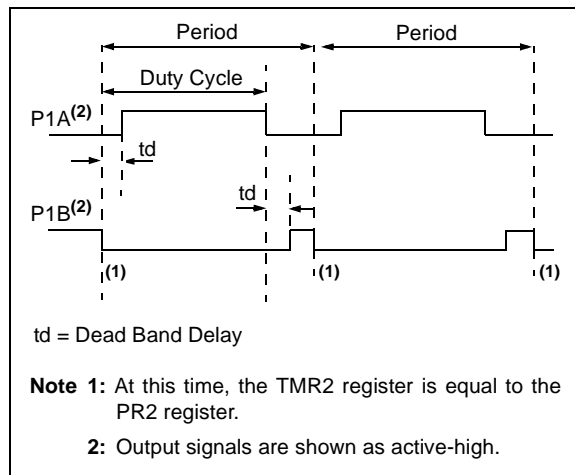 Period Period
Duty Cycle
P1A(2)
td
td
P1B(2)
(1) (1) (1)
td = Dead Band Delay
Note 1: At this time, the TMR2 register is equal to the
PR2 register.
2: Output signals are shown as active-high.